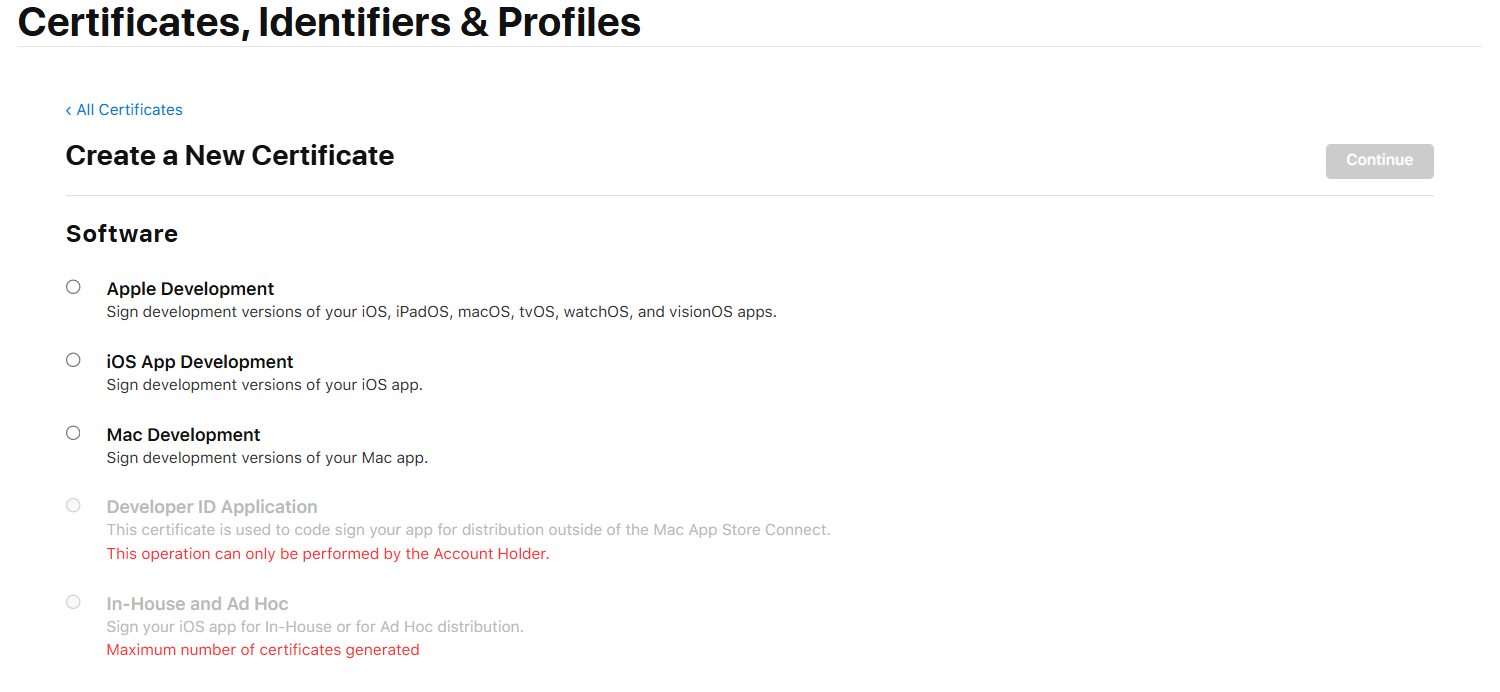 Certificates, Identifiers & Profiles
‹ All Certificates
Create a New Certificate
Continue
Software
Apple Development
Sign development versions of your iOS, iPadOS, macOS, tvOS, watchOS, and visionOS apps.
iOS App Development
Sign development versions of your iOS app.
Mac Development
Sign development versions of your Mac app.
Developer ID Application
This certificate is used to code sign your app for distribution outside of the Mac App Store Connect.
This operation can only be performed by the Account Holder.
In-House and Ad Hoc
Sign your iOS app for In-House or for Ad Hoc distribution.
Maximum number of certificates generated